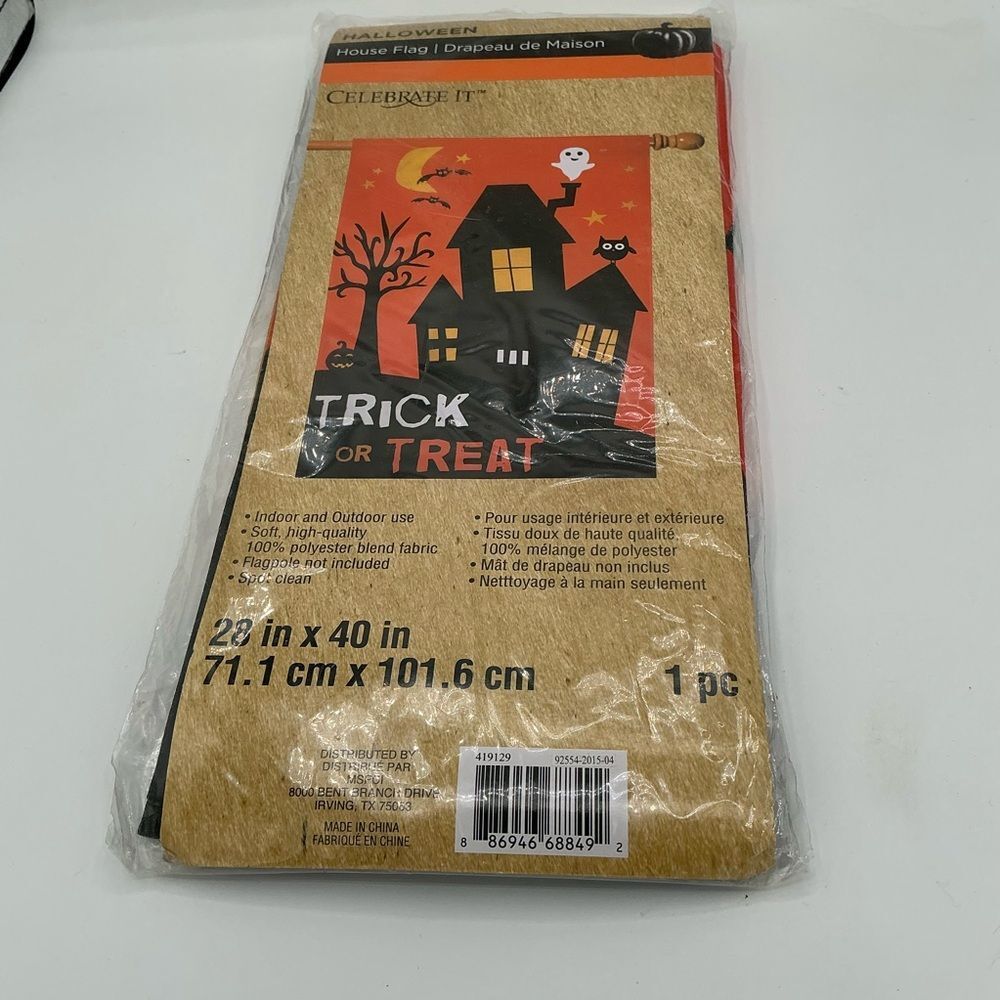 HALLOWEEN
House Flag | Drapeau de Maison
CELEBRATE IT™
TRICK
OR TREAT
• Indoor and Outdoor use
• Soft, high-quality
100% polyester blend fabric
• Flagpole not included
• Spot clean
• Pour usage intérieure et extérieure
• Tissu doux de haute qualité,
100% mélange de polyester
• Mât de drapeau non inclus
• Netttoyage à la main seulement
28 in x 40 in
71.1 cm x 101.6 cm
1 pc
DISTRIBUTED BY
DISTRIBUÉ PAR
MSPCI
8000 BENT BRANCH DRIVE
IRVING, TX 75063
MADE IN CHINA
FABRIQUÉ EN CHINE
419129 92554-2015-04
8 86946 68849 2